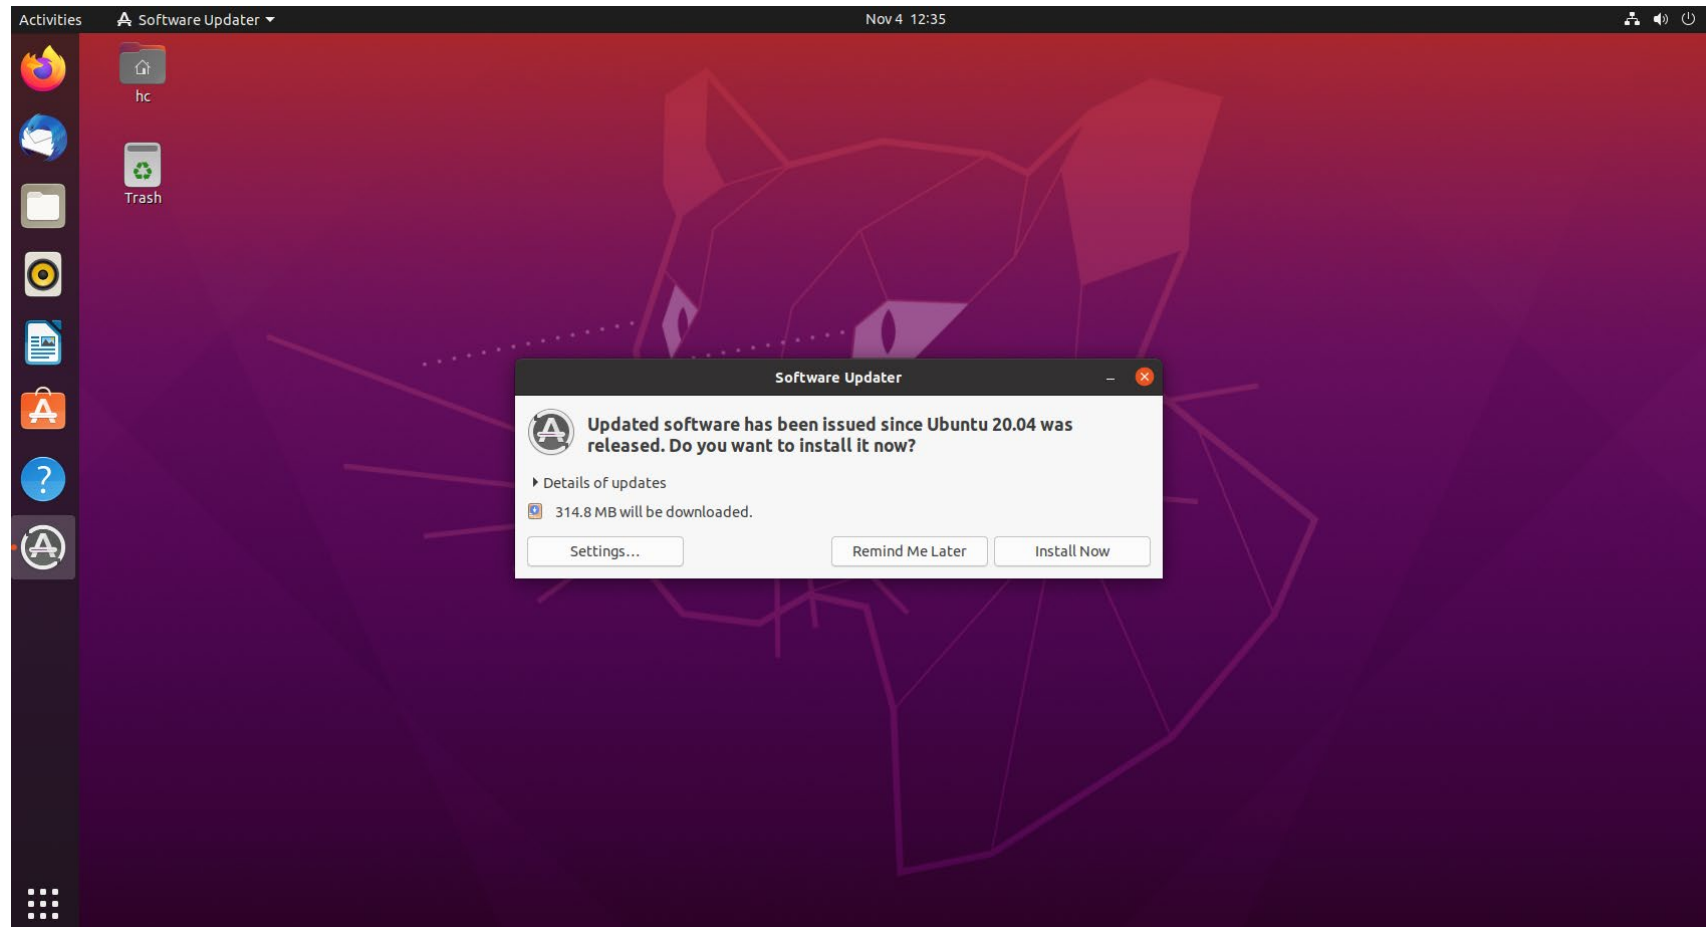 Activities Software Updater Nov 4 12:35
hc
Trash
Software Updater
Updated software has been issued since Ubuntu 20.04 was
released. Do you want to install it now?
Details of updates
314.8 MB will be downloaded.
Settings... Remind Me Later Install Now